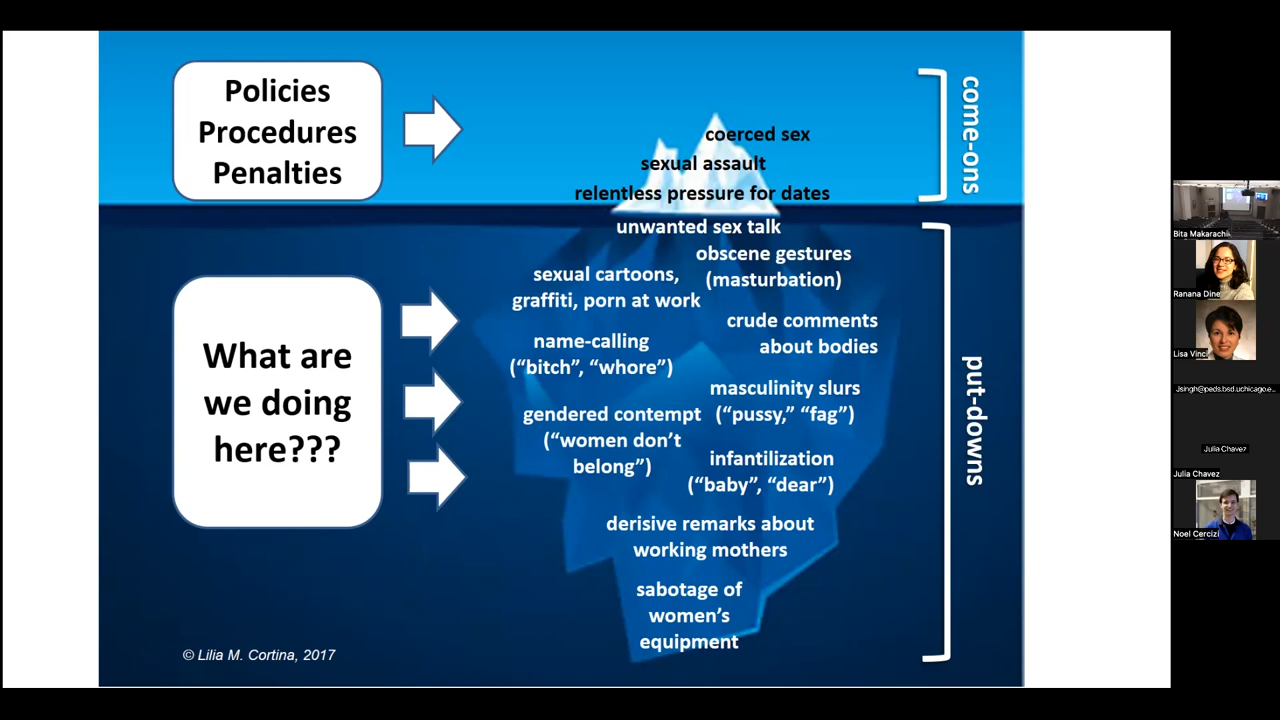 Policies
Procedures
Penalties
come-ons
coerced sex
sexual assault
relentless pressure for dates
unwanted sex talk
obscene gestures
(masturbation)
sexual cartoons,
graffiti, porn at work
crude comments
about bodies
name-calling
(“bitch”, “whore”)
masculinity slurs
(“pussy,” “fag”)
gendered contempt
(“women don’t
belong”)
infantilization
(“baby”, “dear”)
derisive remarks about
working mothers
sabotage of
women’s
equipment
What are
we doing
here???
put-downs
© Lilia M. Cortina, 2017
Bita Makarachi
Ranana Dine
Lisa Vinci
Jsingh@peds.bsd.uchicago.e...
Julia Chavez
Julia Chavez
Noel Cercizi